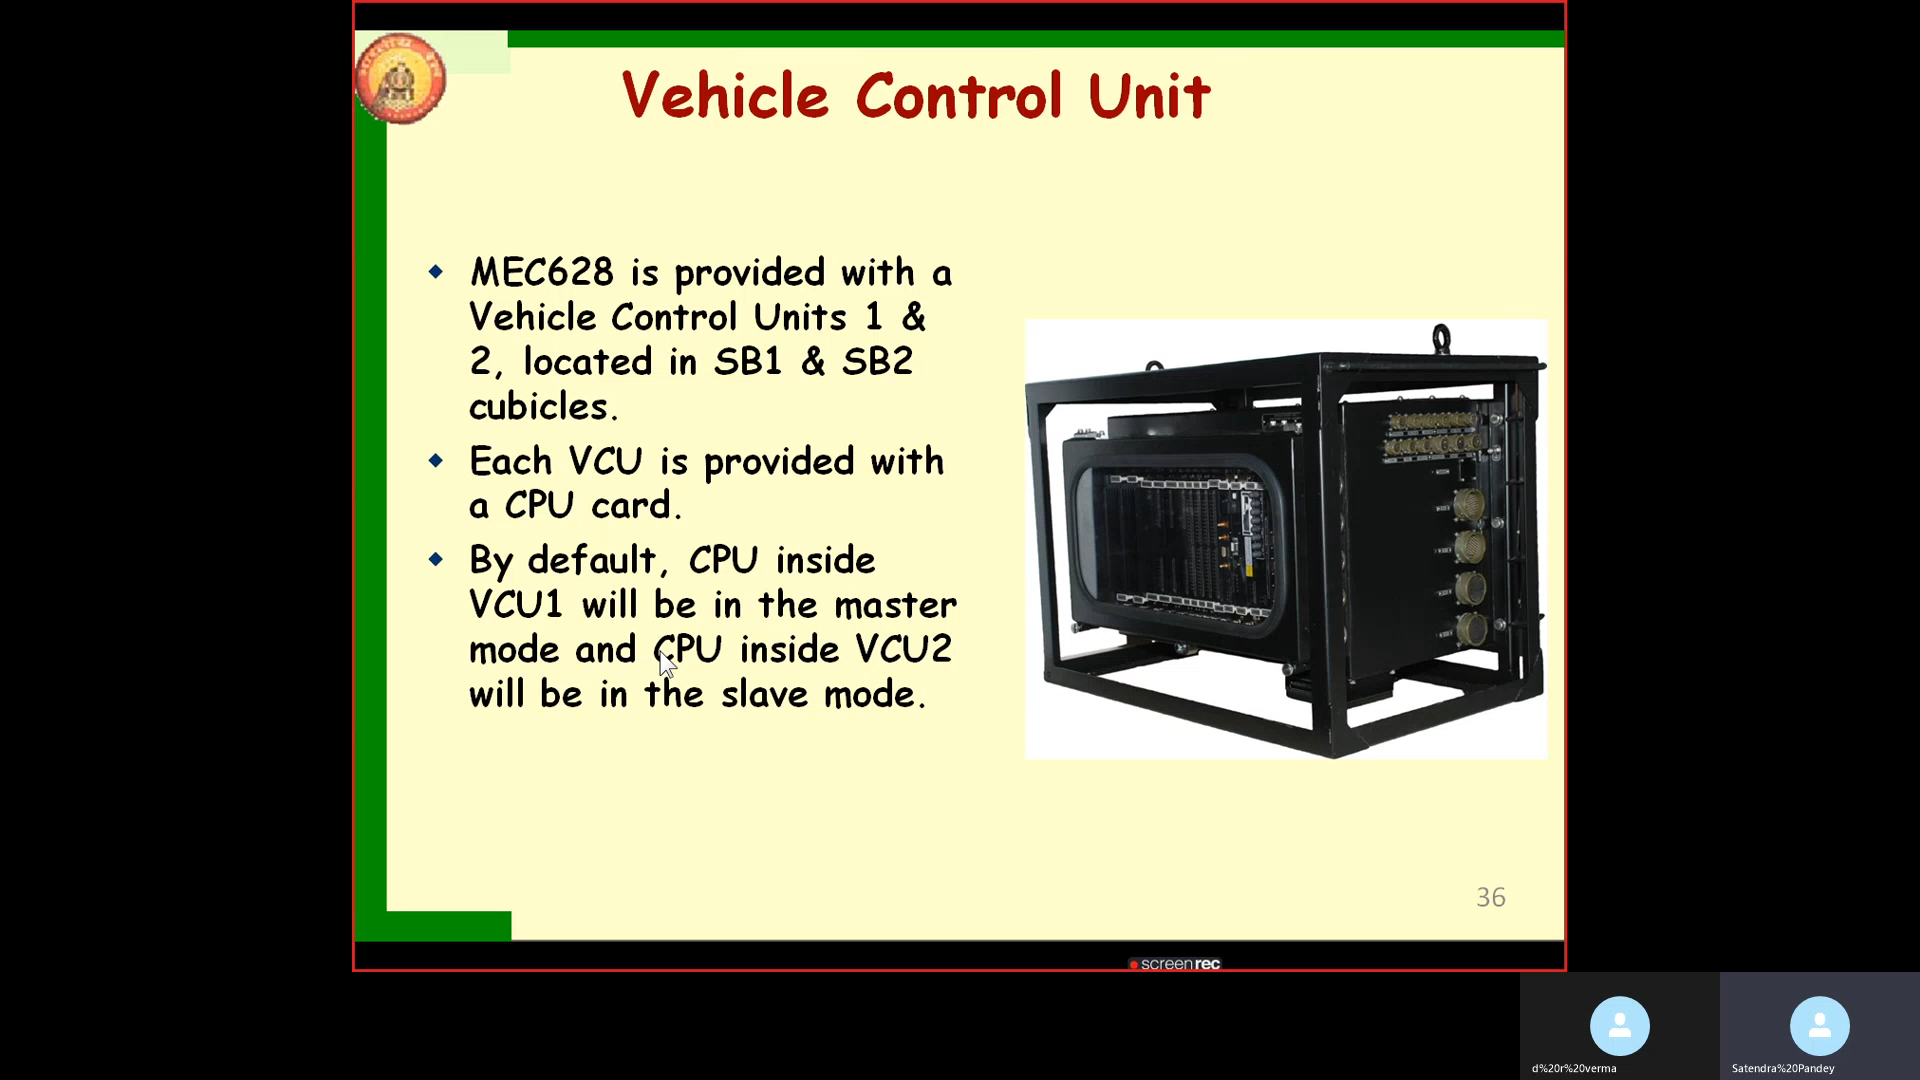 Vehicle Control Unit
MEC628 is provided with a
Vehicle Control Units 1 &
2, located in SB1 & SB2
cubicles.
Each VCU is provided with
a CPU card.
By default, CPU inside
VCU1 will be in the master
mode and CPU inside VCU2
will be in the slave mode.
36
screenrec
d%20r%20verma
Satendra%20Pandey